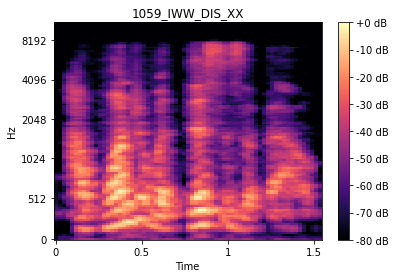 1059_IWW_DIS_XX
8192
4096
2048
1024
512
0
Hz
0
0.5
1
1.5
Time
+0 dB
-10 dB
-20 dB
-30 dB
-40 dB
-50 dB
-60 dB
-70 dB
-80 dB